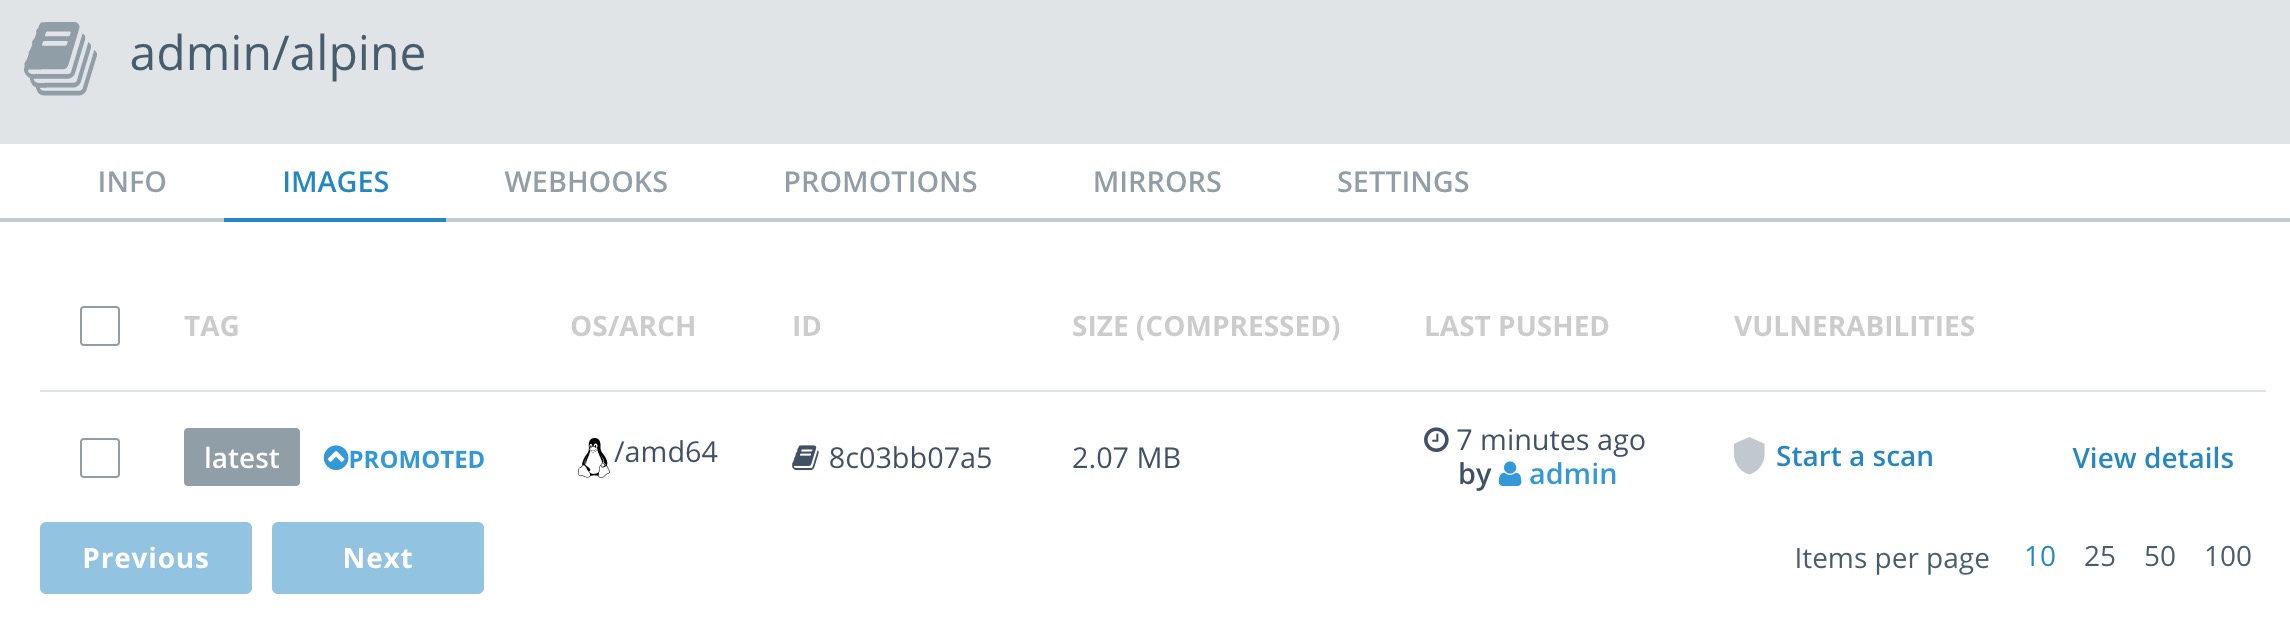 admin/alpine
INFO IMAGES WEBHOOKS PROMOTIONS MIRRORS SETTINGS
TAG OS/ARCH ID SIZE (COMPRESSED) LAST PUSHED VULNERABILITIES
latest PROMOTED /amd64 8c03bb07a5 2.07 MB 7 minutes ago Start a scan View details
by admin
Previous Next Items per page 10 25 50 100